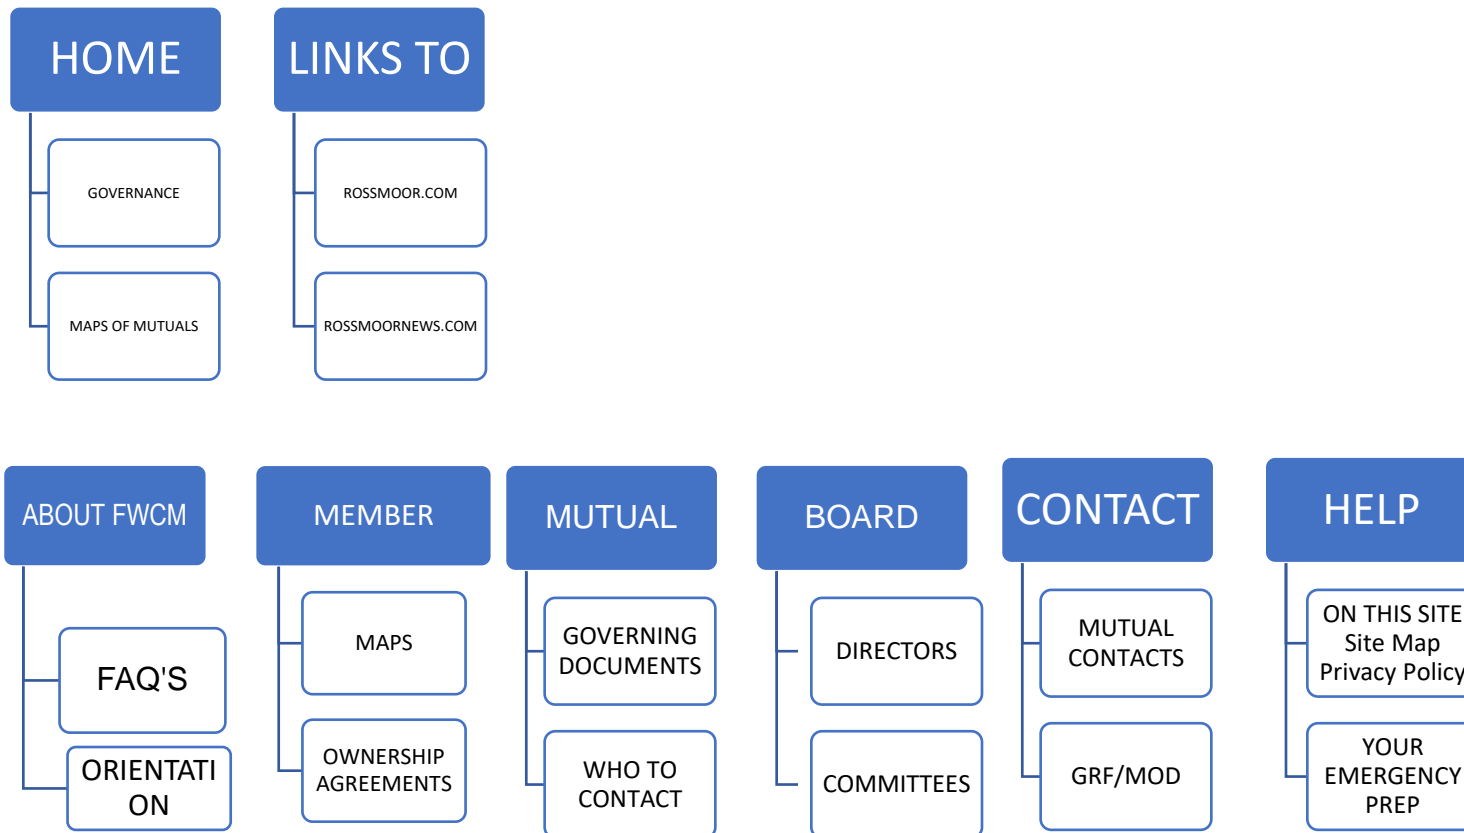 HOME
LINKS TO
GOVERNANCE
ROSSMOOR.COM
MAPS OF MUTUALS
ROSSMOORNEWS.COM
ABOUT FWCM
MEMBER
MUTUAL
BOARD
CONTACT
HELP
FAQ'S
ORIENTATI
ON
MAPS
OWNERSHIP
AGREEMENTS
GOVERNING
DOCUMENTS
WHO TO
CONTACT
DIRECTORS
COMMITTEES
MUTUAL
CONTACTS
GRF/MOD
ON THIS SITE
Site Map
Privacy Policy
YOUR
EMERGENCY
PREP